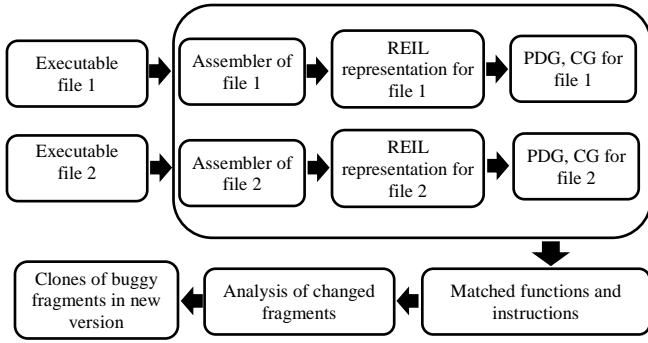 Executable
file 1
Assembler of
file 1
REIL
representation for
file 1
PDG, CG for
file 1
Executable
file 2
Assembler of
file 2
REIL
representation for
file 2
PDG, CG for
file 2
Clones of buggy
fragments in new
version
Analysis of changed
fragments
Matched functions and
instructions